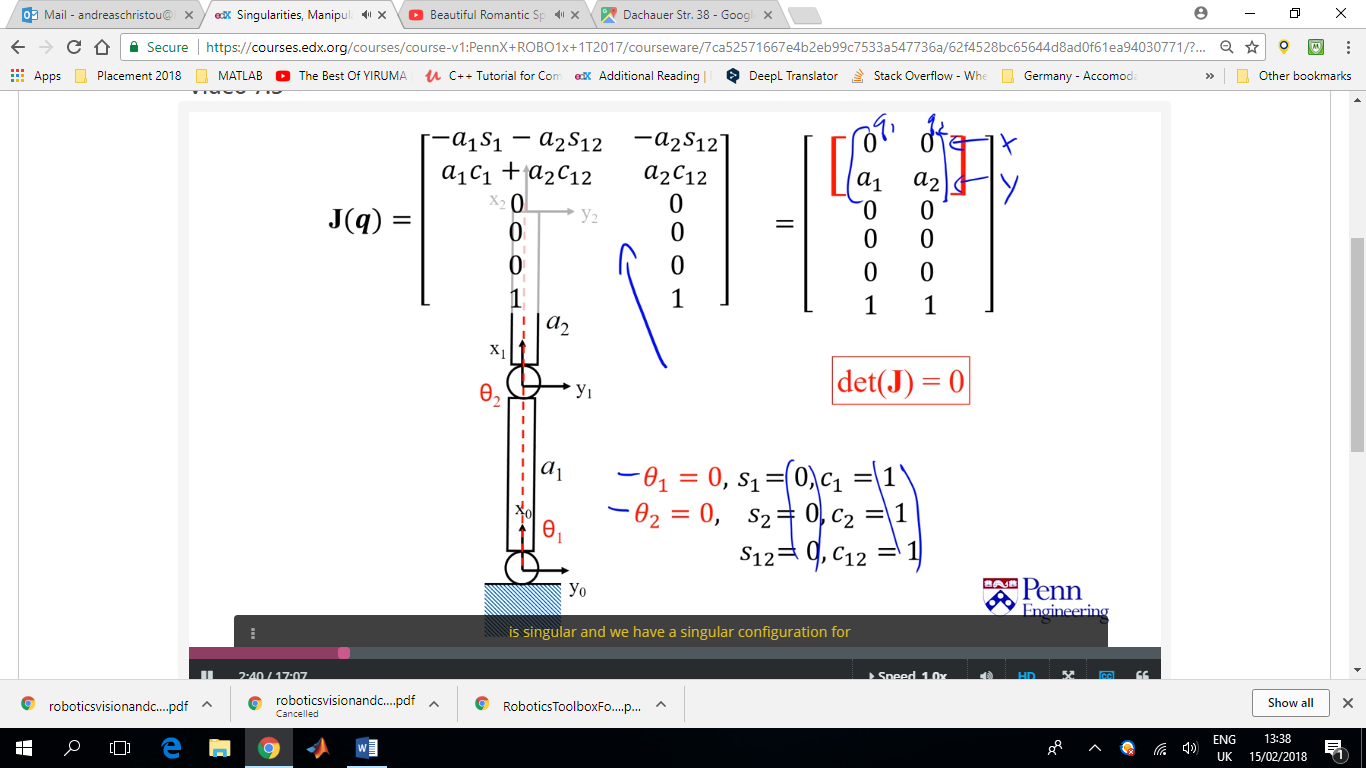 Mail - andreaschristou@
edX Singularities, Manipul
Beautiful Romantic Sp
Dachauer Str. 38 - Goog
Secure https://courses.edx.org/courses/course-v1:PennX+ROBO1x+1T2017/courseware/7ca52571667e4b2eb99c7533a547736a/62f4528bc65644d8ad0f61ea94030771/?...
Apps Placement 2018 MATLAB The Best Of YIRUMA C++ Tutorial for Com edX Additional Reading | DeepL Translator Stack Overflow - Whe Germany - Accomoda » Other bookmarks
q1 q2
−a1s1 − a2s12 −a2s12
a1c1 + a2c12 a2c12
0 0
0 0
0 0
1 1
J(q) =
=
0 0 x
a1 a2 y
0 0
0 0
0 0
1 1
x2 y2
a2
x1
y1
θ2
a1
x0
θ1
y0
det(J) = 0
θ1 = 0, s1 = 0, c1 = 1
θ2 = 0, s2 = 0, c2 = 1
s12 = 0, c12 = 1
Penn
Engineering
is singular and we have a singular configuration for
2:40 / 17:07
Speed 1.0x HD
roboticsvisionandc....pdf
roboticsvisionandc....pdf
Cancelled
RoboticsToolboxFo....p...
Show all
ENG
UK
13:38
15/02/2018
1